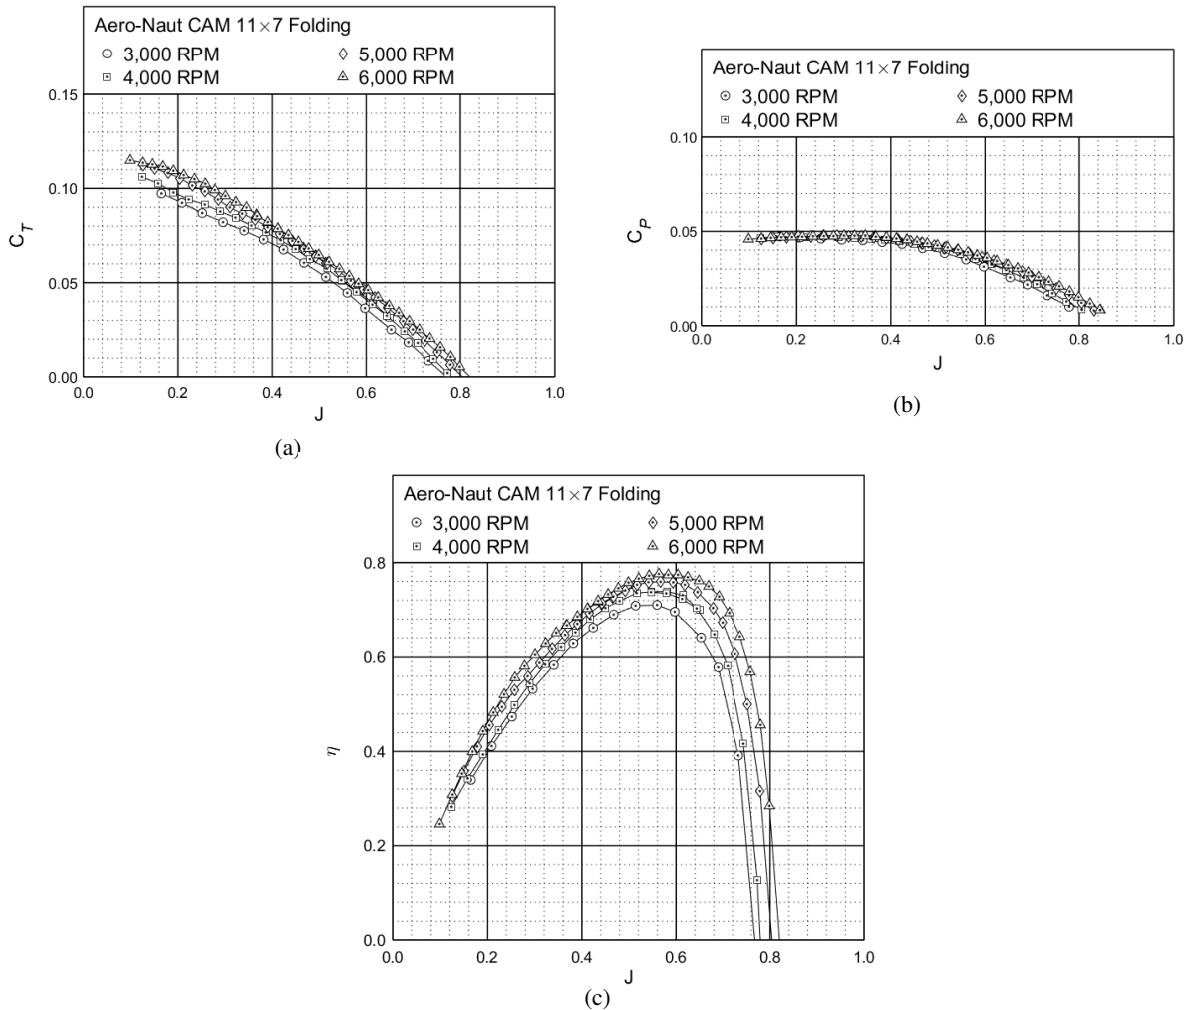 Aero-Naut CAM 11×7 Folding
3,000 RPM 5,000 RPM
4,000 RPM 6,000 RPM
0.15
0.10
0.05
0.00
C_T
0.0 0.2 0.4 0.6 0.8 1.0
J
(a)
Aero-Naut CAM 11×7 Folding
3,000 RPM 5,000 RPM
4,000 RPM 6,000 RPM
0.10
0.05
0.00
C_P
0.0 0.2 0.4 0.6 0.8 1.0
J
(b)
Aero-Naut CAM 11×7 Folding
3,000 RPM 5,000 RPM
4,000 RPM 6,000 RPM
0.8
0.6
0.4
0.2
0.0
η
0.0 0.2 0.4 0.6 0.8 1.0
J
(c)